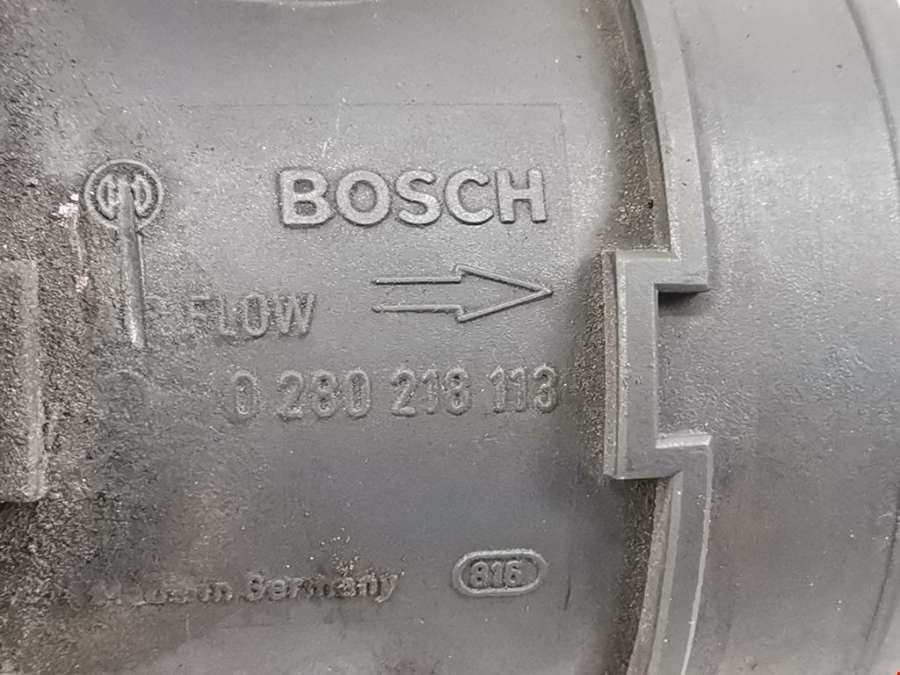 BOSCH
FLOW
0 280 218 113
Germany
816